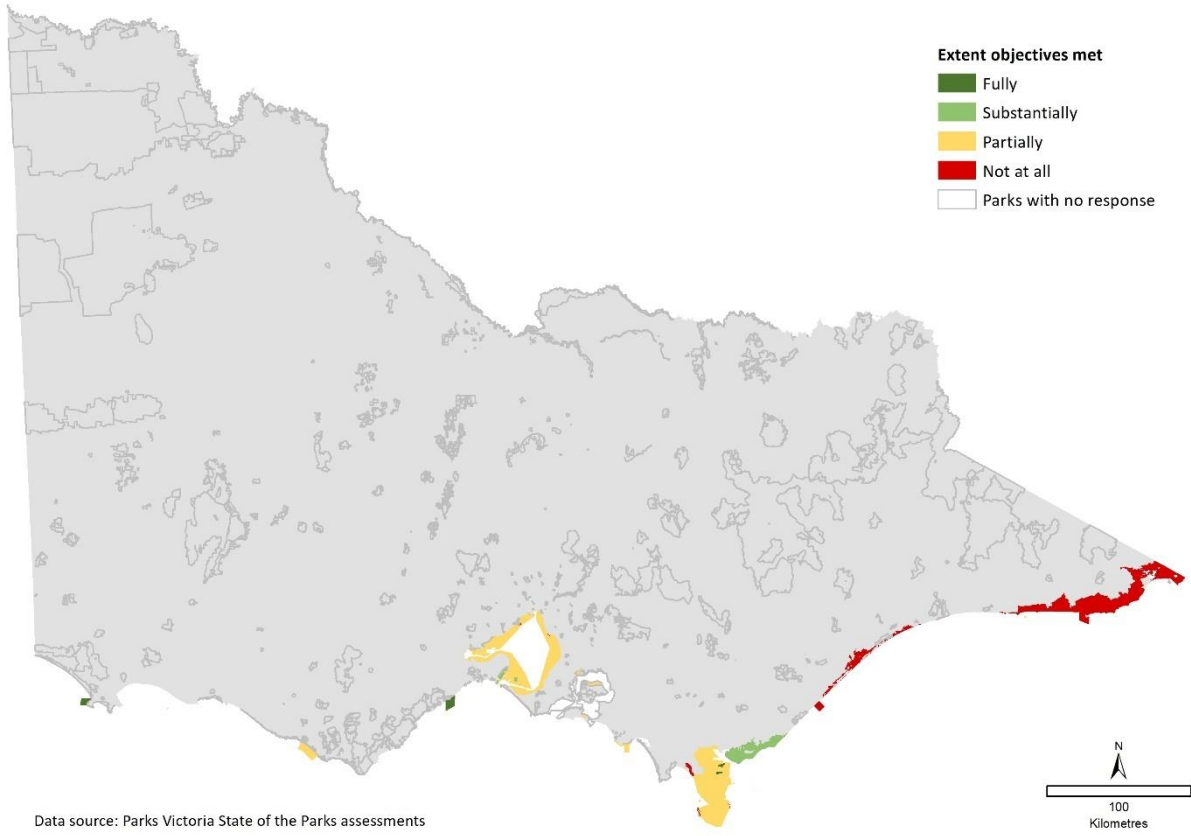 Extent objectives met
Fully
Substantially
Partially
Not at all
Parks with no response
N
100
Kilometres
Data source: Parks Victoria State of the Parks assessments